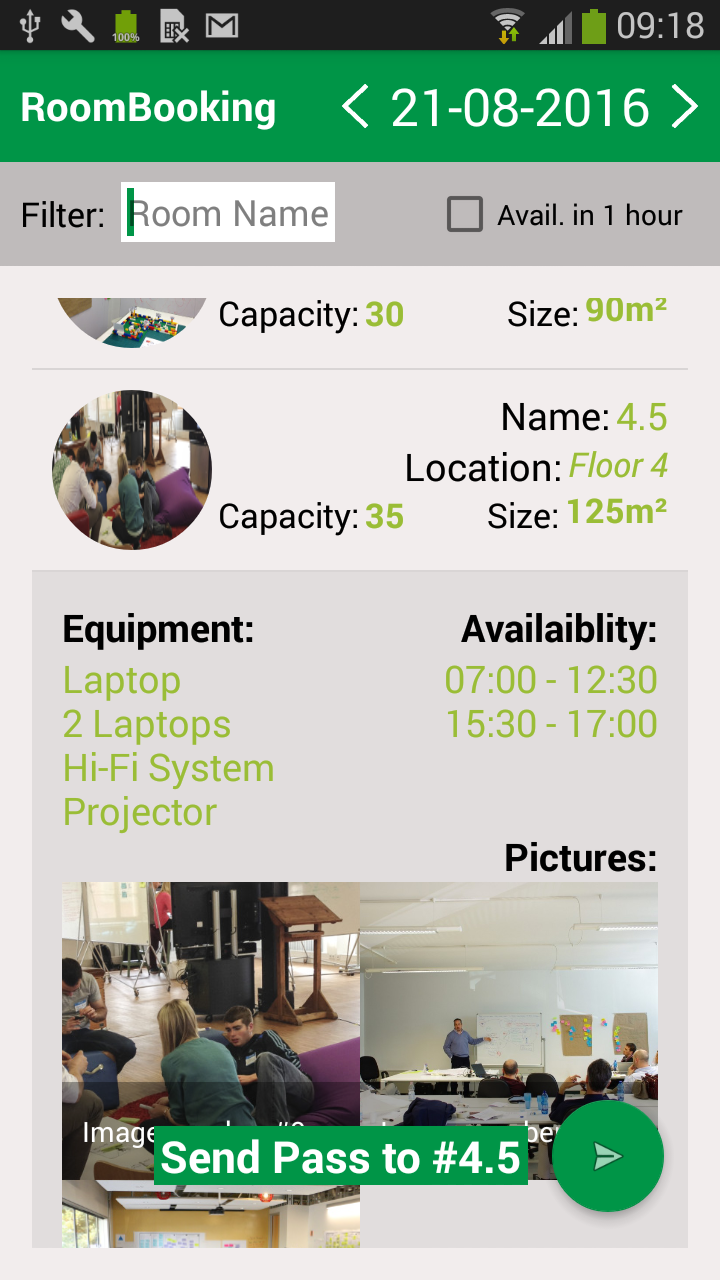 100%
09:18
RoomBooking
21-08-2016
Filter:
Room Name
Avail. in 1 hour
Capacity: 30
Size: 90m²
Name: 4.5
Location: Floor 4
Capacity: 35
Size: 125m²
Equipment:
Availaiblity:
Laptop
07:00 - 12:30
2 Laptops
15:30 - 17:00
Hi-Fi System
Projector
Pictures:
Image
Send Pass to #4.5